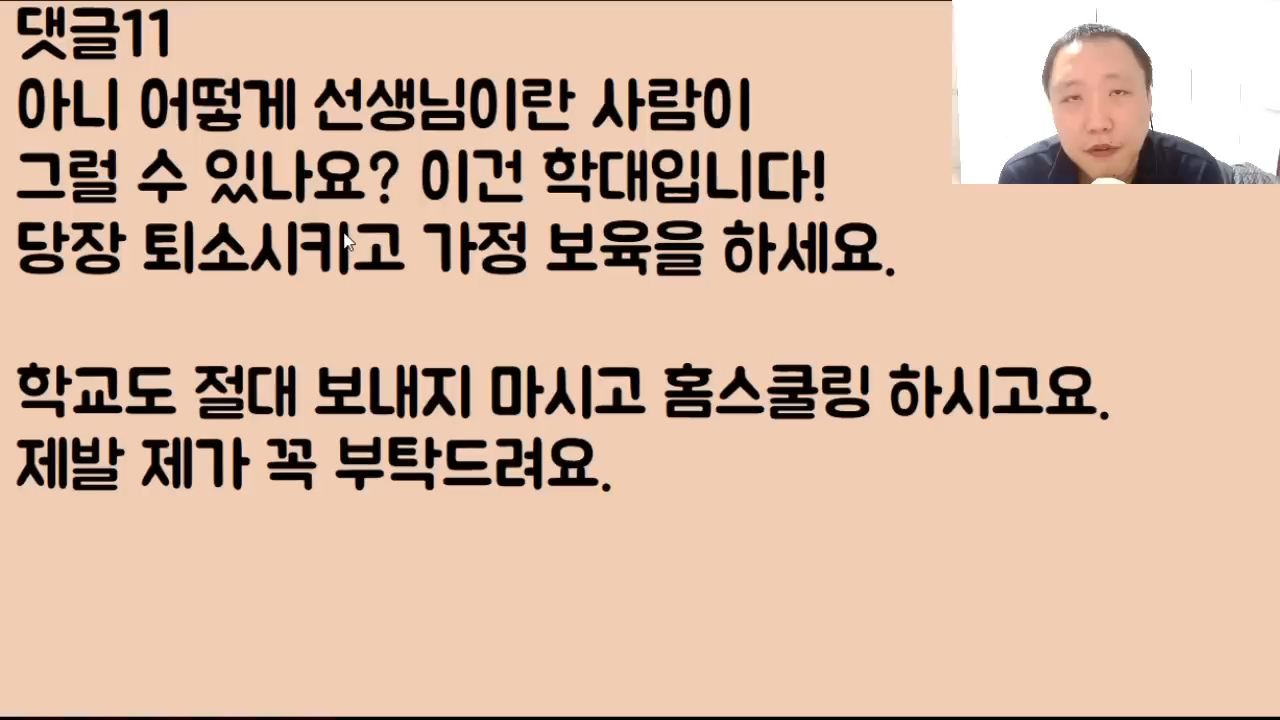 댓글11
아니 어떻게 선생님이란 사람이
그럴 수 있나요? 이건 학대입니다!
당장 퇴소시키고 가정 보육을 하세요.
학교도 절대 보내지 마시고 홈스쿨링 하시고요.
제발 제가 꼭 부탁드려요.